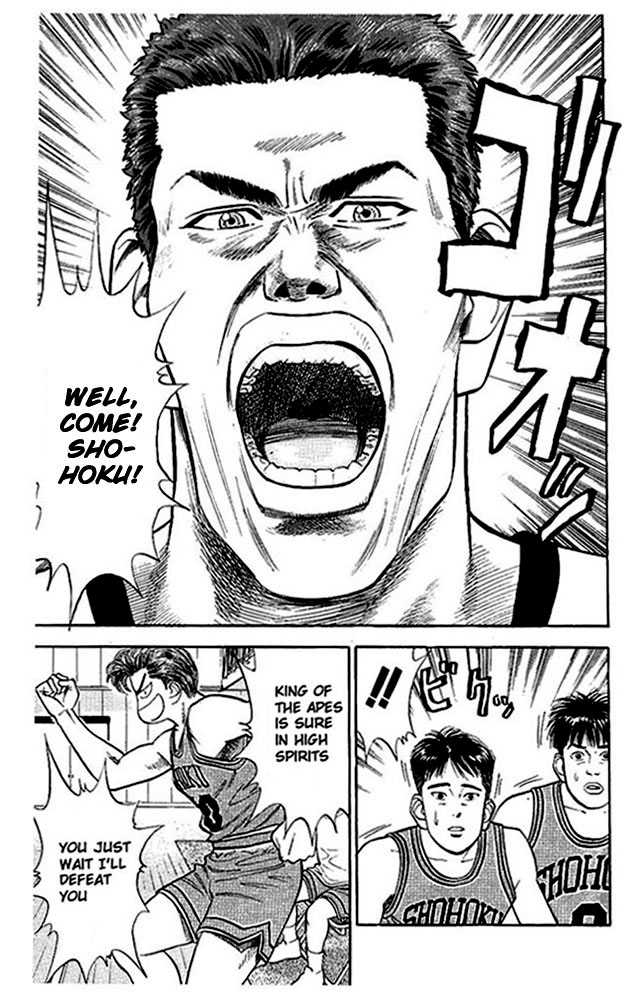 ゴオッ
WELL,
COME!
SHO-
HOKU!
ビクッ
!!
SHOHOKU
SHOHO
KING OF
THE APES
IS SURE
IN HIGH
SPIRITS
YOU JUST
WAIT I'LL
DEFEAT
YOU